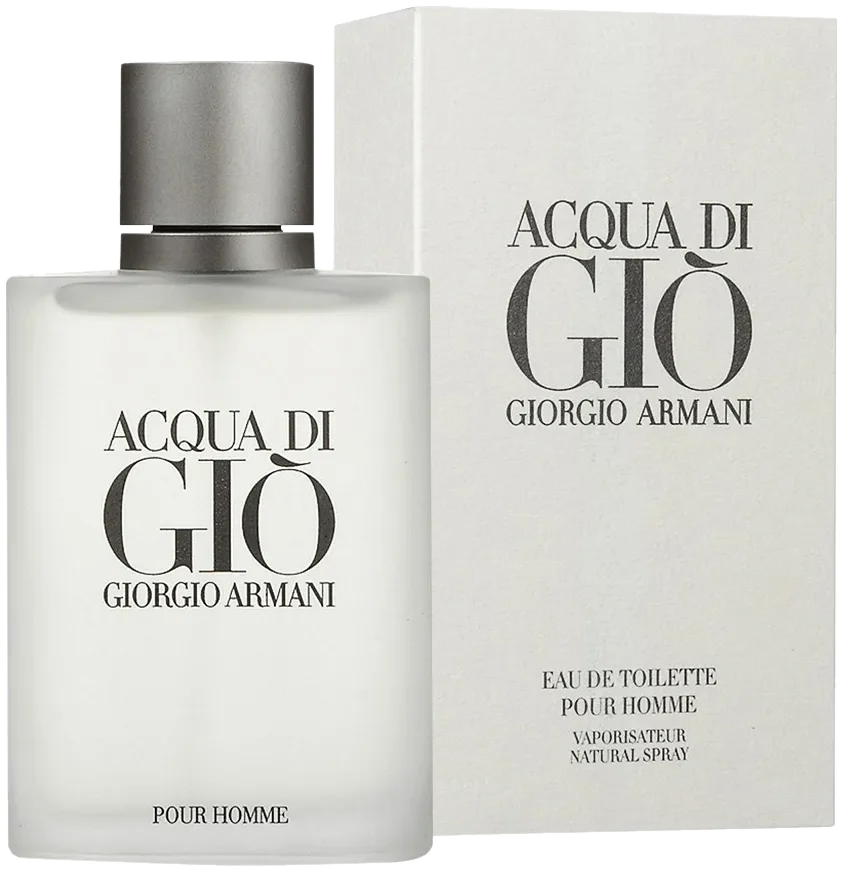 ACQUA DI
GIÒ
GIORGIO ARMANI
POUR HOMME
ACQUA DI
GIÒ
GIORGIO ARMANI
EAU DE TOILETTE
POUR HOMME
VAPORISATEUR
NATURAL SPRAY